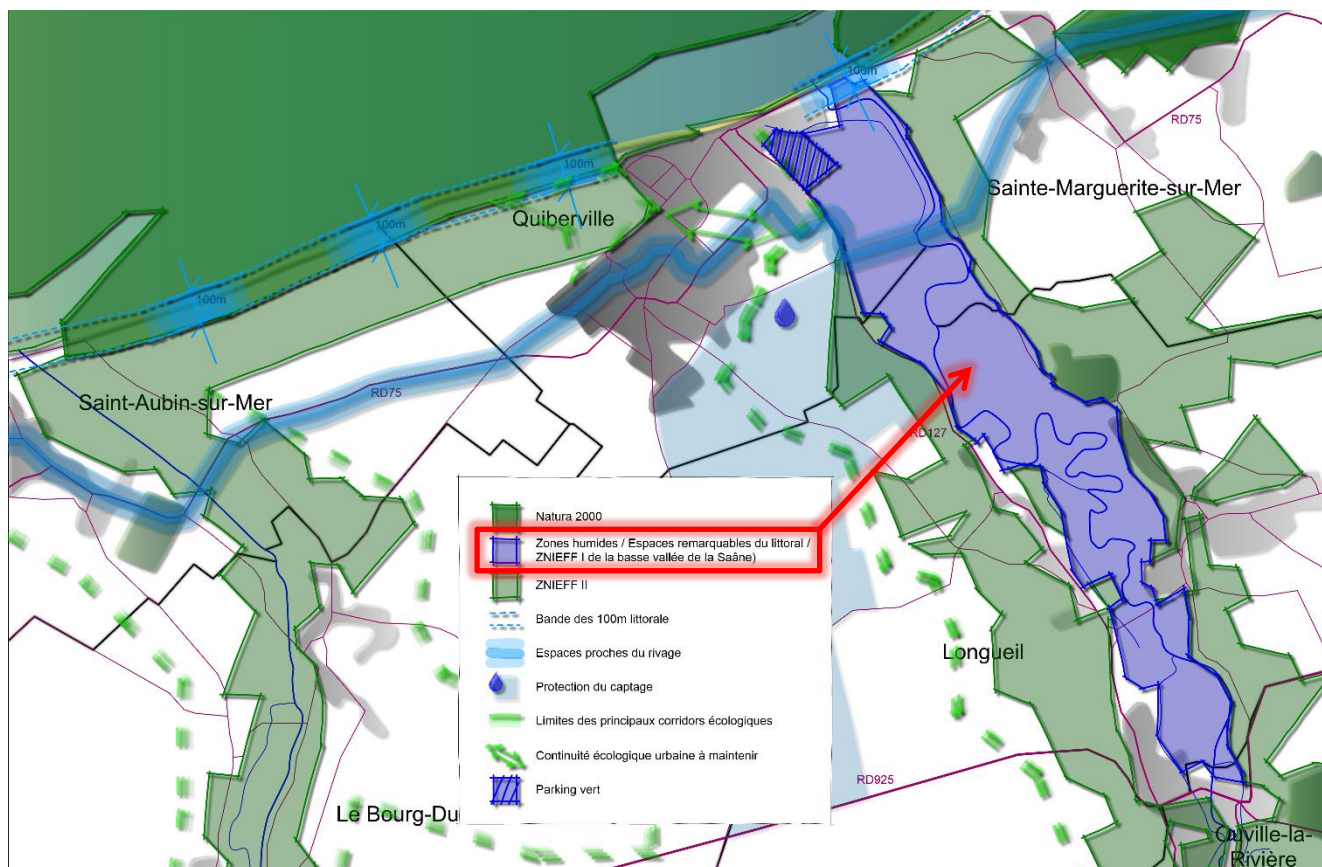 100m
RD75
Sainte-Marguerite-sur-Mer
100m
Quiberville
100m
100m
Saint-Aubin-sur-Mer
RD75
RD127
Natura 2000
Zones humides / Espaces remarquables du littoral /
ZNIEFF I de la basse vallée de la Saâne)
ZNIEFF II
Bande des 100m littorale
Espaces proches du rivage
Longueil
Protection du captage
Limites des principaux corridors écologiques
Continuité écologique urbaine à maintenir
RD925
Parking vert
Le Bourg-Du
Ouville-la-
Rivière